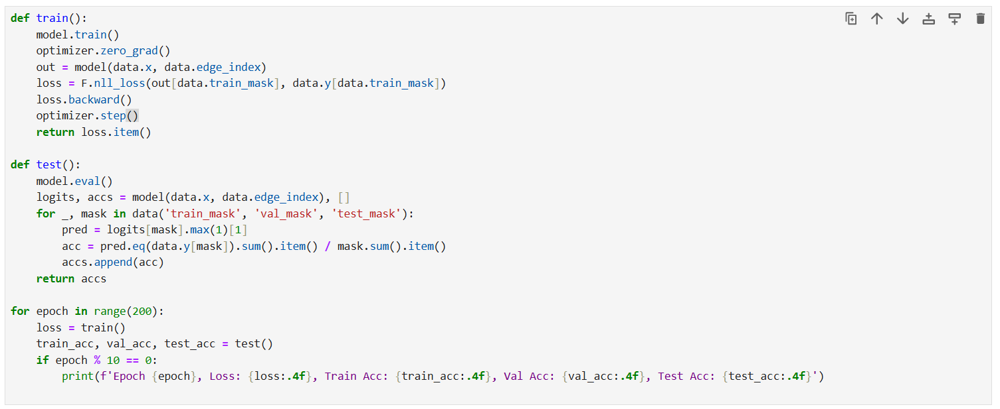 def train():
    model.train()
    optimizer.zero_grad()
    out = model(data.x, data.edge_index)
    loss = F.nll_loss(out[data.train_mask], data.y[data.train_mask])
    loss.backward()
    optimizer.step()
    return loss.item()

def test():
    model.eval()
    logits, accs = model(data.x, data.edge_index), []
    for _, mask in data('train_mask', 'val_mask', 'test_mask'):
        pred = logits[mask].max(1)[1]
        acc = pred.eq(data.y[mask]).sum().item() / mask.sum().item()
        accs.append(acc)
    return accs

for epoch in range(200):
    loss = train()
    train_acc, val_acc, test_acc = test()
    if epoch % 10 == 0:
        print(f'Epoch {epoch}, Loss: {loss:.4f}, Train Acc: {train_acc:.4f}, Val Acc: {val_acc:.4f}, Test Acc: {test_acc:.4f}')